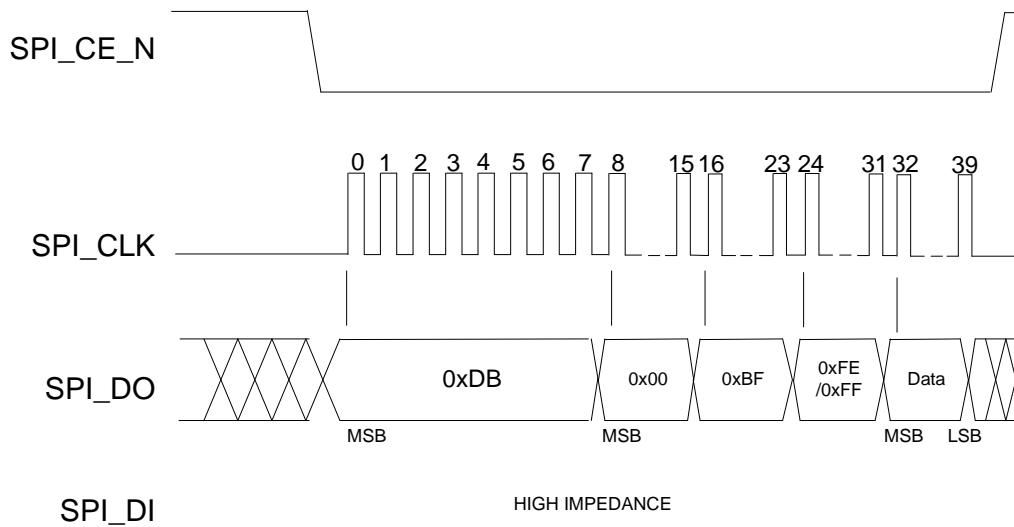 SPI_CE_N
0 1 2 3 4 5 6 7 8 15 16 23 24 31 32 39
SPI_CLK
SPI_DO
0xDB
0x00
0xBF
0xFE
/0xFF
Data
MSB
MSB
MSB
LSB
SPI_DI
HIGH IMPEDANCE